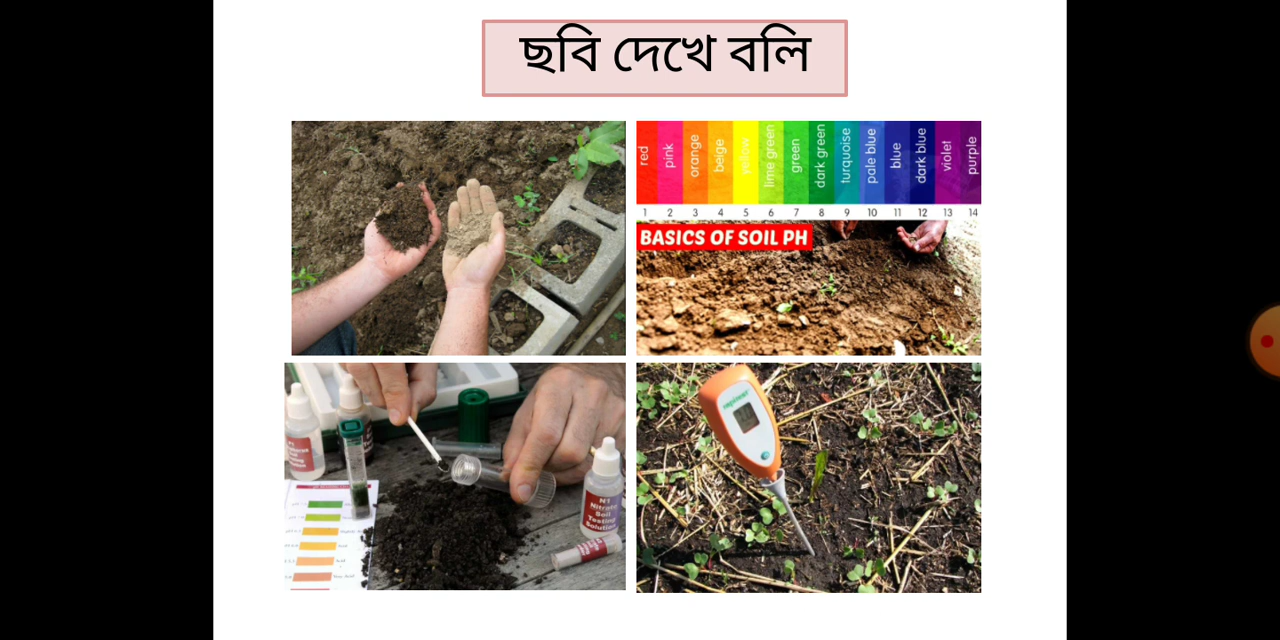 ছবি দেখে বলি
red
pink
orange
beige
yellow
lime green
green
dark green
turquoise
pale blue
blue
dark blue
violet
purple
1 2 3 4 5 6 7 8 9 10 11 12 13 14
BASICS OF SOIL PH
N1
Nitrate
Soil
Testing
Solution